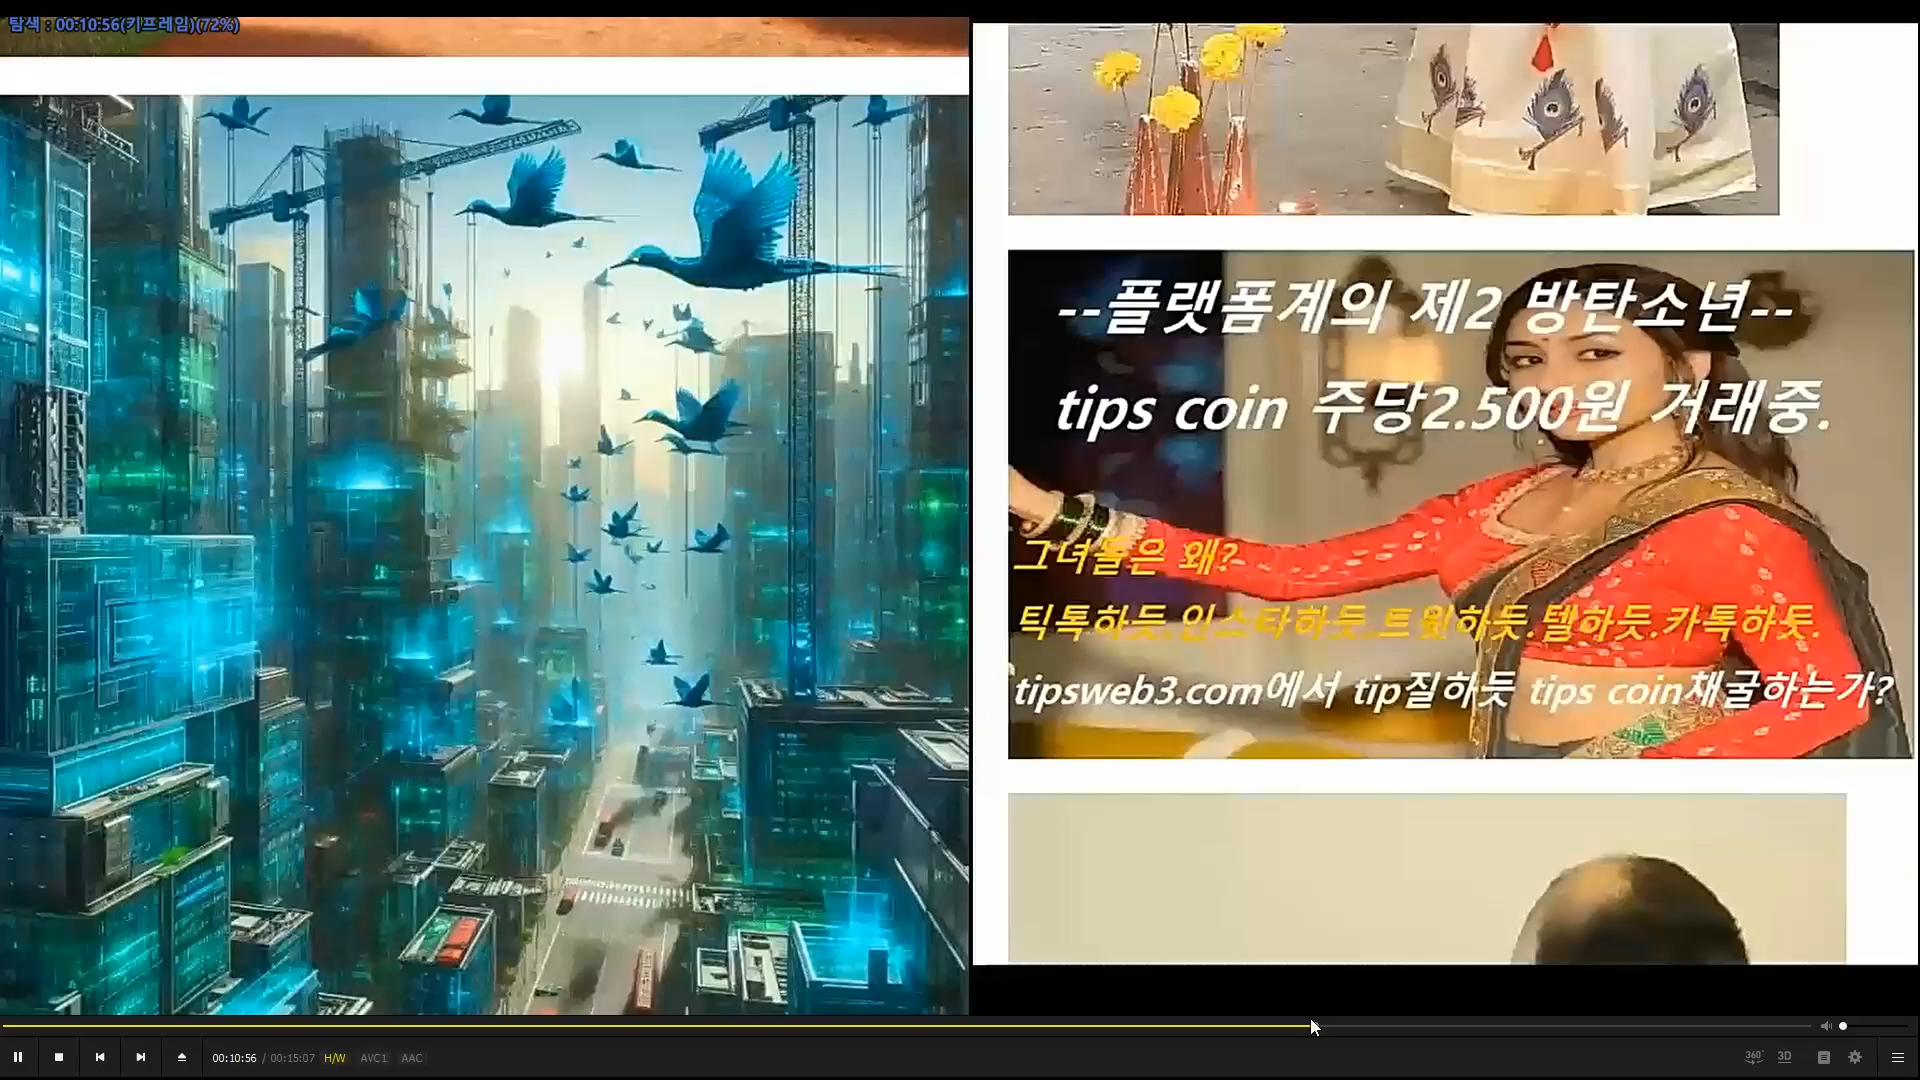 탐색 : 00:10:56(키프레임)(72%)
--플랫폼계의 제2 방탄소년--
tips coin 주당2.500원 거래중.
그녀들은 왜?
틱톡하듯.인스타하듯.트윗하듯.텔하듯.카톡하듯.
tipsweb3.com에서 tip질하듯 tips coin채굴하는가?
00:10:56 / 00:15:07 H/W AVC1 AAC
360° 3D